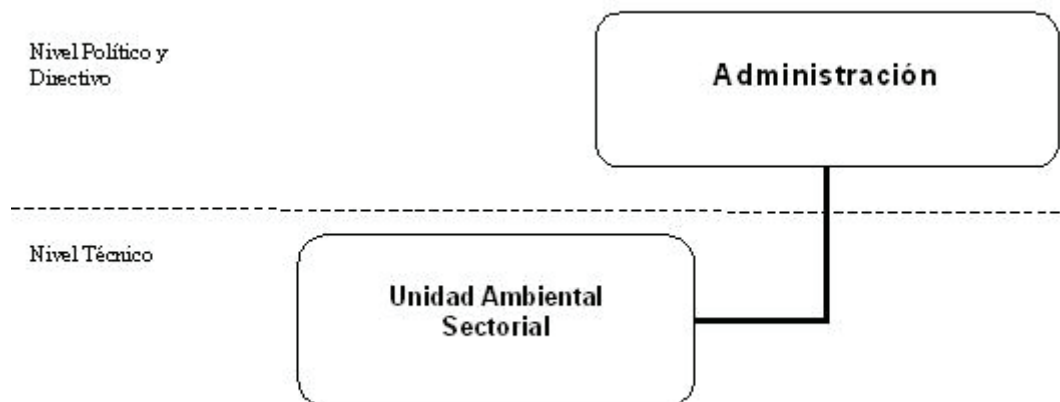 Nivel Político y
Directivo
Administración
Nivel Técnico
Unidad Ambiental
Sectorial